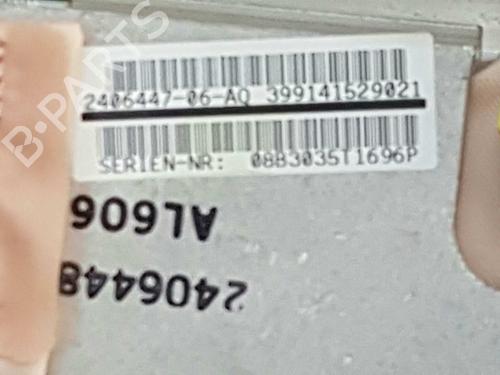 B-PARTS
2406447-06-AQ 399141529021
SERIEN-NR: 08B3035T1696P
AL606
2406448